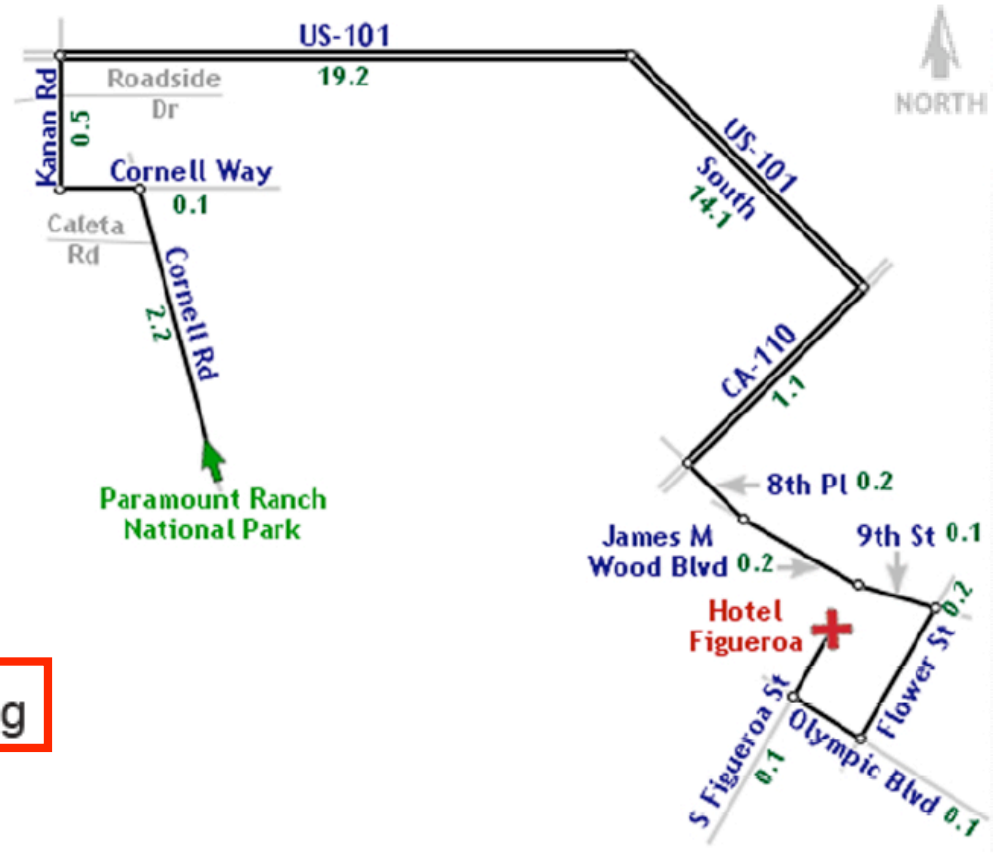 US-101
19.2
NORTH
Roadside
Dr
Kanan Rd
0.5
US-101
South
14.1
Cornell Way
0.1
Caleta
Rd
Cornell Rd
2.2
CA-110
1.1
Paramount Ranch
National Park
8th Pl 0.2
James M
Wood Blvd 0.2
9th St 0.1
0.2
Flower St
Hotel
Figueroa
g
S Figueroa St
0.1
Olympic Blvd 0.1